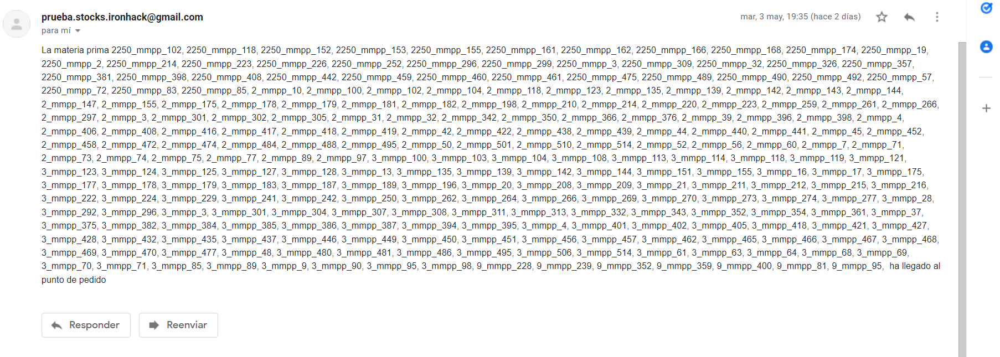 prueba.stocks.ironhack@gmail.com
mar, 3 may, 19:35 (hace 2 días)
para mí
La materia prima 2250_mmpp_102, 2250_mmpp_118, 2250_mmpp_152, 2250_mmpp_153, 2250_mmpp_155, 2250_mmpp_161, 2250_mmpp_162, 2250_mmpp_166, 2250_mmpp_168, 2250_mmpp_174, 2250_mmpp_19,
2250_mmpp_2, 2250_mmpp_214, 2250_mmpp_223, 2250_mmpp_226, 2250_mmpp_252, 2250_mmpp_296, 2250_mmpp_299, 2250_mmpp_3, 2250_mmpp_309, 2250_mmpp_32, 2250_mmpp_326, 2250_mmpp_357,
2250_mmpp_381, 2250_mmpp_398, 2250_mmpp_408, 2250_mmpp_442, 2250_mmpp_459, 2250_mmpp_460, 2250_mmpp_461, 2250_mmpp_475, 2250_mmpp_489, 2250_mmpp_490, 2250_mmpp_492, 2250_mmpp_57,
2250_mmpp_72, 2250_mmpp_83, 2250_mmpp_85, 2_mmpp_10, 2_mmpp_100, 2_mmpp_102, 2_mmpp_104, 2_mmpp_118, 2_mmpp_123, 2_mmpp_135, 2_mmpp_139, 2_mmpp_142, 2_mmpp_143, 2_mmpp_144,
2_mmpp_147, 2_mmpp_155, 2_mmpp_175, 2_mmpp_178, 2_mmpp_179, 2_mmpp_181, 2_mmpp_182, 2_mmpp_198, 2_mmpp_210, 2_mmpp_214, 2_mmpp_220, 2_mmpp_223, 2_mmpp_259, 2_mmpp_261, 2_mmpp_266,
2_mmpp_297, 2_mmpp_3, 2_mmpp_301, 2_mmpp_302, 2_mmpp_305, 2_mmpp_31, 2_mmpp_32, 2_mmpp_342, 2_mmpp_350, 2_mmpp_366, 2_mmpp_376, 2_mmpp_39, 2_mmpp_396, 2_mmpp_398, 2_mmpp_4,
2_mmpp_406, 2_mmpp_408, 2_mmpp_416, 2_mmpp_417, 2_mmpp_418, 2_mmpp_419, 2_mmpp_42, 2_mmpp_422, 2_mmpp_438, 2_mmpp_439, 2_mmpp_44, 2_mmpp_440, 2_mmpp_441, 2_mmpp_45, 2_mmpp_452,
2_mmpp_458, 2_mmpp_472, 2_mmpp_474, 2_mmpp_484, 2_mmpp_488, 2_mmpp_495, 2_mmpp_50, 2_mmpp_501, 2_mmpp_510, 2_mmpp_514, 2_mmpp_52, 2_mmpp_56, 2_mmpp_60, 2_mmpp_7, 2_mmpp_71,
2_mmpp_73, 2_mmpp_74, 2_mmpp_75, 2_mmpp_77, 2_mmpp_89, 2_mmpp_97, 3_mmpp_100, 3_mmpp_103, 3_mmpp_104, 3_mmpp_108, 3_mmpp_113, 3_mmpp_114, 3_mmpp_118, 3_mmpp_119, 3_mmpp_121,
3_mmpp_123, 3_mmpp_124, 3_mmpp_125, 3_mmpp_127, 3_mmpp_128, 3_mmpp_13, 3_mmpp_135, 3_mmpp_139, 3_mmpp_142, 3_mmpp_144, 3_mmpp_151, 3_mmpp_155, 3_mmpp_16, 3_mmpp_17, 3_mmpp_175,
3_mmpp_177, 3_mmpp_178, 3_mmpp_179, 3_mmpp_183, 3_mmpp_187, 3_mmpp_189, 3_mmpp_196, 3_mmpp_20, 3_mmpp_208, 3_mmpp_209, 3_mmpp_21, 3_mmpp_211, 3_mmpp_212, 3_mmpp_215, 3_mmpp_216,
3_mmpp_222, 3_mmpp_224, 3_mmpp_229, 3_mmpp_241, 3_mmpp_242, 3_mmpp_250, 3_mmpp_262, 3_mmpp_264, 3_mmpp_266, 3_mmpp_269, 3_mmpp_270, 3_mmpp_273, 3_mmpp_274, 3_mmpp_277, 3_mmpp_28,
3_mmpp_292, 3_mmpp_296, 3_mmpp_3, 3_mmpp_301, 3_mmpp_304, 3_mmpp_307, 3_mmpp_308, 3_mmpp_311, 3_mmpp_313, 3_mmpp_332, 3_mmpp_343, 3_mmpp_352, 3_mmpp_354, 3_mmpp_361, 3_mmpp_37,
3_mmpp_375, 3_mmpp_382, 3_mmpp_384, 3_mmpp_385, 3_mmpp_386, 3_mmpp_387, 3_mmpp_394, 3_mmpp_395, 3_mmpp_4, 3_mmpp_401, 3_mmpp_402, 3_mmpp_405, 3_mmpp_418, 3_mmpp_421, 3_mmpp_427,
3_mmpp_428, 3_mmpp_432, 3_mmpp_435, 3_mmpp_437, 3_mmpp_446, 3_mmpp_449, 3_mmpp_450, 3_mmpp_451, 3_mmpp_456, 3_mmpp_457, 3_mmpp_462, 3_mmpp_465, 3_mmpp_466, 3_mmpp_467, 3_mmpp_468,
3_mmpp_469, 3_mmpp_470, 3_mmpp_477, 3_mmpp_48, 3_mmpp_480, 3_mmpp_481, 3_mmpp_486, 3_mmpp_495, 3_mmpp_506, 3_mmpp_514, 3_mmpp_61, 3_mmpp_63, 3_mmpp_64, 3_mmpp_68, 3_mmpp_69,
3_mmpp_70, 3_mmpp_71, 3_mmpp_85, 3_mmpp_89, 3_mmpp_9, 3_mmpp_90, 3_mmpp_95, 3_mmpp_98, 9_mmpp_228, 9_mmpp_239, 9_mmpp_352, 9_mmpp_359, 9_mmpp_400, 9_mmpp_81, 9_mmpp_95,  ha llegado al
punto de pedido
Responder
Reenviar